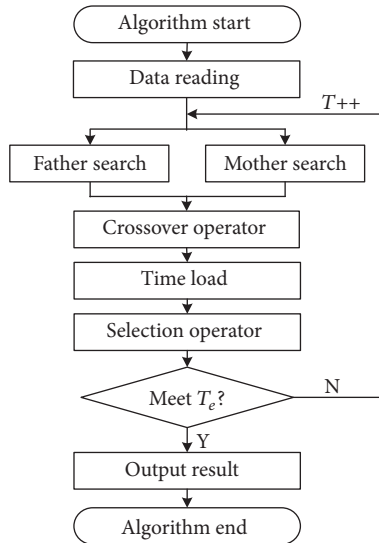 Algorithm start
Data reading
T++
Father search
Mother search
Crossover operator
Time load
Selection operator
Meet Te?
N
Y
Output result
Algorithm end